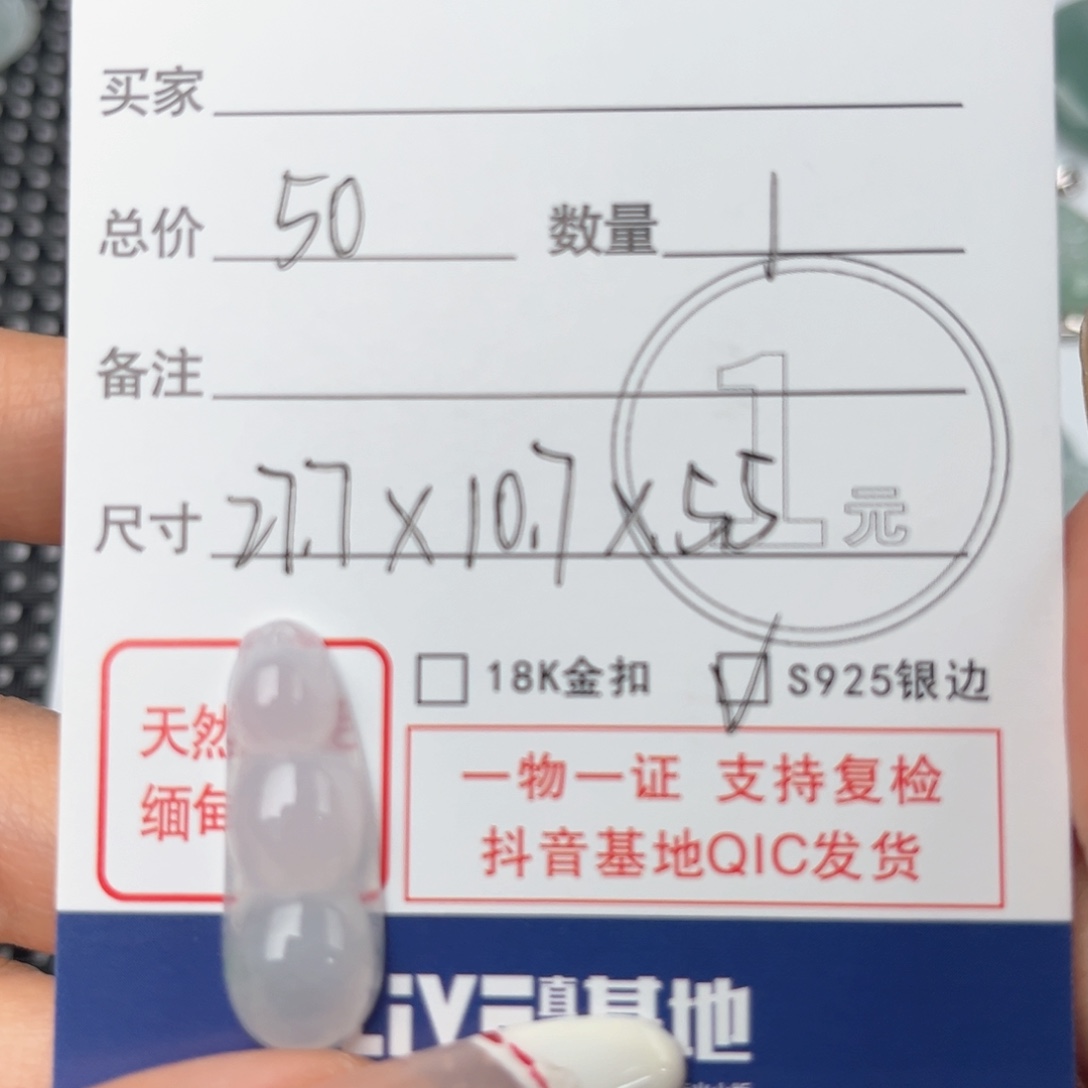 买家
总价 50 数量 1
备注
1元
尺寸 27.7 X 10.7 X 5.5
18K金扣 S925银边
天然
缅甸
一物一证 支持复检
抖音基地QIC发货
基地